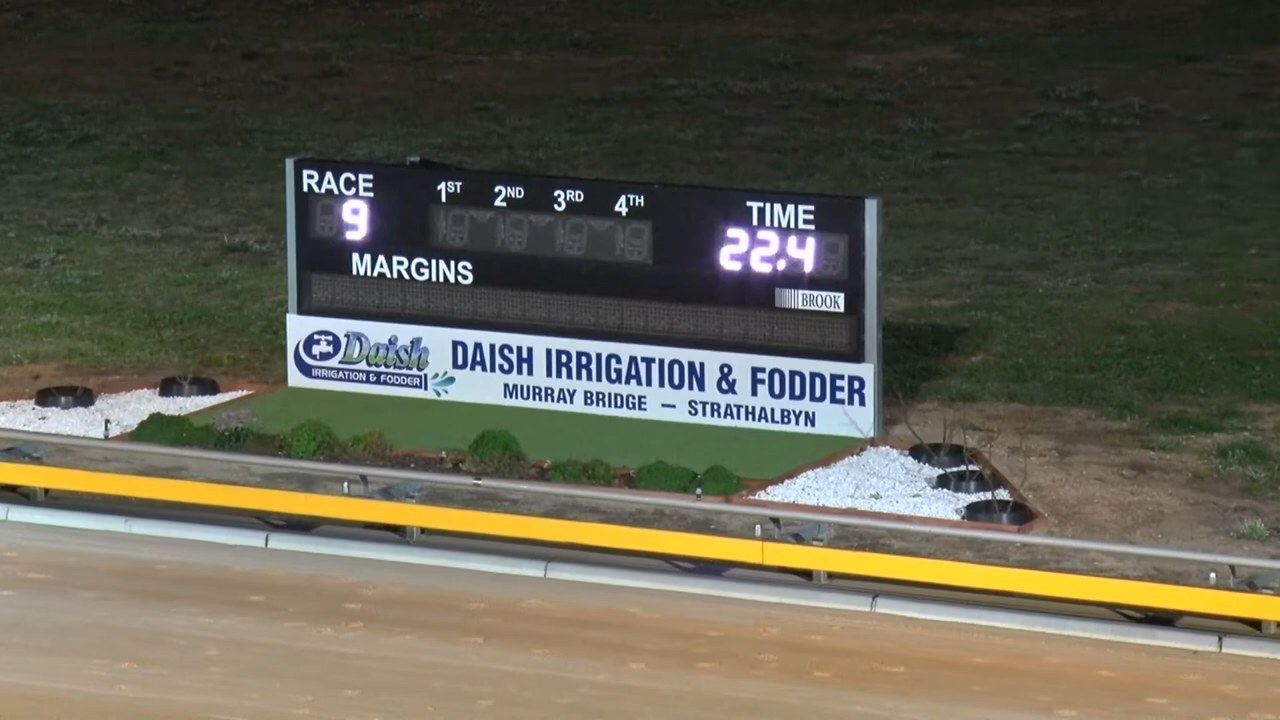 RACE 1ST 2ND 3RD 4TH TIME
9 22.4
MARGINS
BROOK
Daish
IRRIGATION & FODDER
DAISH IRRIGATION & FODDER
MURRAY BRIDGE – STRATHALBYN